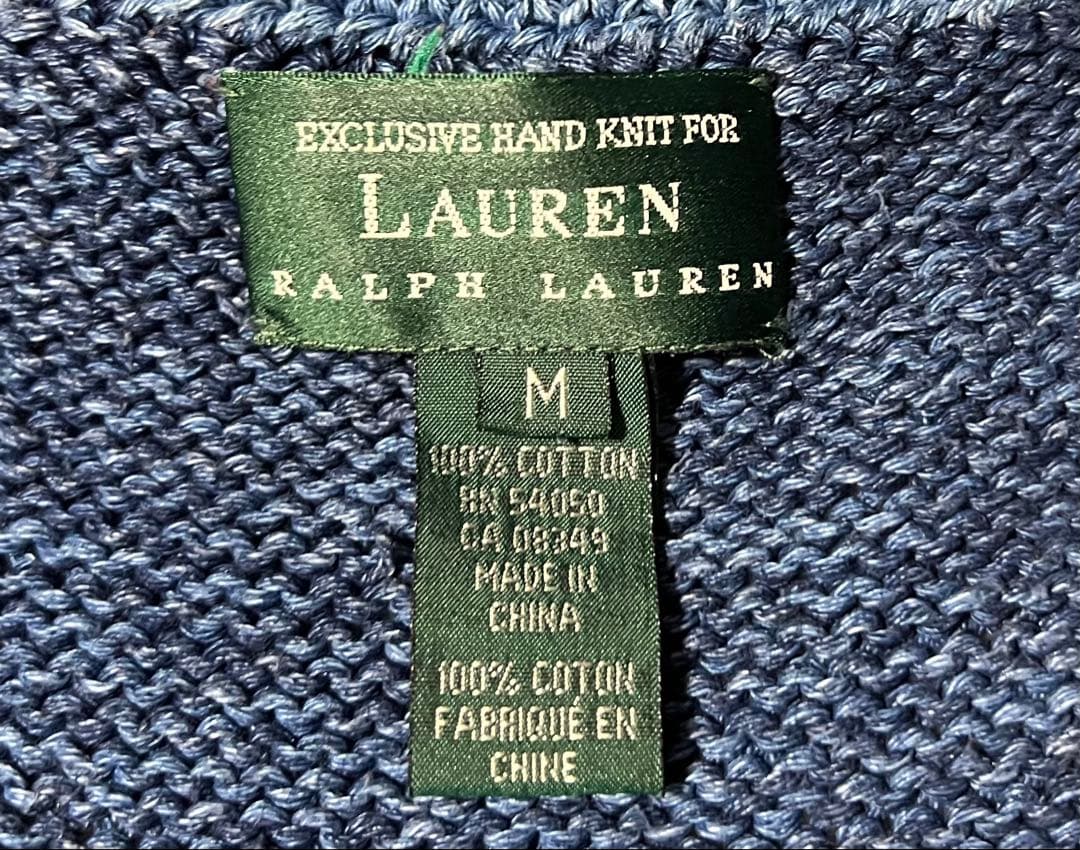 EXCLUSIVE HAND KNIT FOR
LAUREN
RALPH LAUREN
M
100% COTTON
RN 54050
CA 08349
MADE IN
CHINA
100% COTON
FABRIQUÉ EN
CHINE